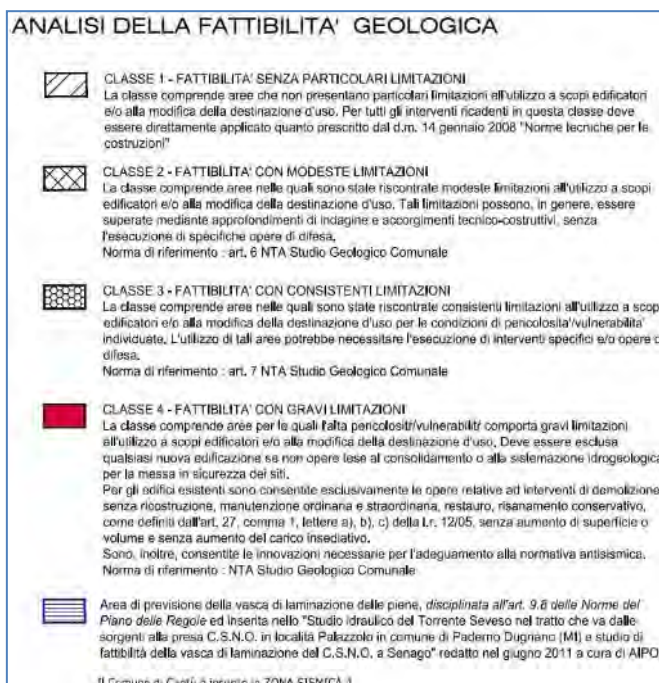 ANALISI DELLA FATTIBILITA' GEOLOGICA
CLASSE 1 - FATTIBILITA' SENZA PARTICOLARI LIMITAZIONI
La classe comprende aree che non presentano particolari limitazioni all'utilizzo a scopi edificatori
e/o alla modifica della destinazione d'uso. Per tutti gli interventi ricadenti in questa classe deve
essere direttamente applicato quanto prescritto dal d.m. 14 gennaio 2008 "Norme tecniche per le
costruzioni"
CLASSE 2 - FATTIBILITA' CON MODESTE LIMITAZIONI
La classe comprende aree nelle quali sono state riscontrate modeste limitazioni all'utilizzo a scopi
edificatori e/o alla modifica della destinazione d'uso. Tali limitazioni possono, in genere, essere
superate mediante approfondimenti di indagine e accorgimenti tecnico-costruttivi, senza
l'esecuzione di specifiche opere di difesa.
Norma di riferimento : art. 6 NTA Studio Geologico Comunale
CLASSE 3 - FATTIBILITA' CON CONSISTENTI LIMITAZIONI
La classe comprende aree nelle quali sono state riscontrate consistenti limitazioni all'utilizzo a scop
edificatori e/o alla modifica della destinazione d'uso per le condizioni di pericolosita'/vulnerabilita'
individuate. L'utilizzo di tali aree potrebbe necessitare l'esecuzione di interventi specifici e/o opere d
difesa.
Norma di riferimento : art. 7 NTA Studio Geologico Comunale
CLASSE 4 - FATTIBILITA' CON GRAVI LIMITAZIONI
La classe comprende aree per le quali l'alta pericolositr/vulnerabilitr comporta gravi limitazioni
all'utilizzo a scopi edificatori e/o alla modifica della destinazione d'uso. Deve essere esclusa
qualsiasi nuova edificazione se non opere tese al consolidamento o alla sistemazione idrogeologica
per la messa in sicurezza dei siti.
Per gli edifici esistenti sono consentite esclusivamente le opere relative ad interventi di demolizione
senza ricostruzione, manutenzione ordinaria e straordinaria, restauro, risanamento conservativo,
come definiti dall'art. 27, comma 1, lettere a), b), c) della l.r. 12/05, senza aumento di superficie o
volume e senza aumento del carico insediativo.
Sono, inoltre, consentite le innovazioni necessarie per l'adeguamento alla normativa antisismica.
Norma di riferimento : NTA Studio Geologico Comunale
Area di previsione della vasca di laminazione delle piene, disciplinata all'art. 9.8 delle Norme del
Piano delle Regole ed inserita nello "Studio idraulico del Torrente Seveso nel tratto che va dalle
sorgenti alla presa C.S.N.O. in località Palazzolo in comune di Paderno Dugnano (MI) e studio di
fattibilità della vasca di laminazione del C.S.N.O. a Senago" redatto nel giugno 2011 a cura di AIPO
Il Comune di Cantù è inserito in ZONA SISMICA 4